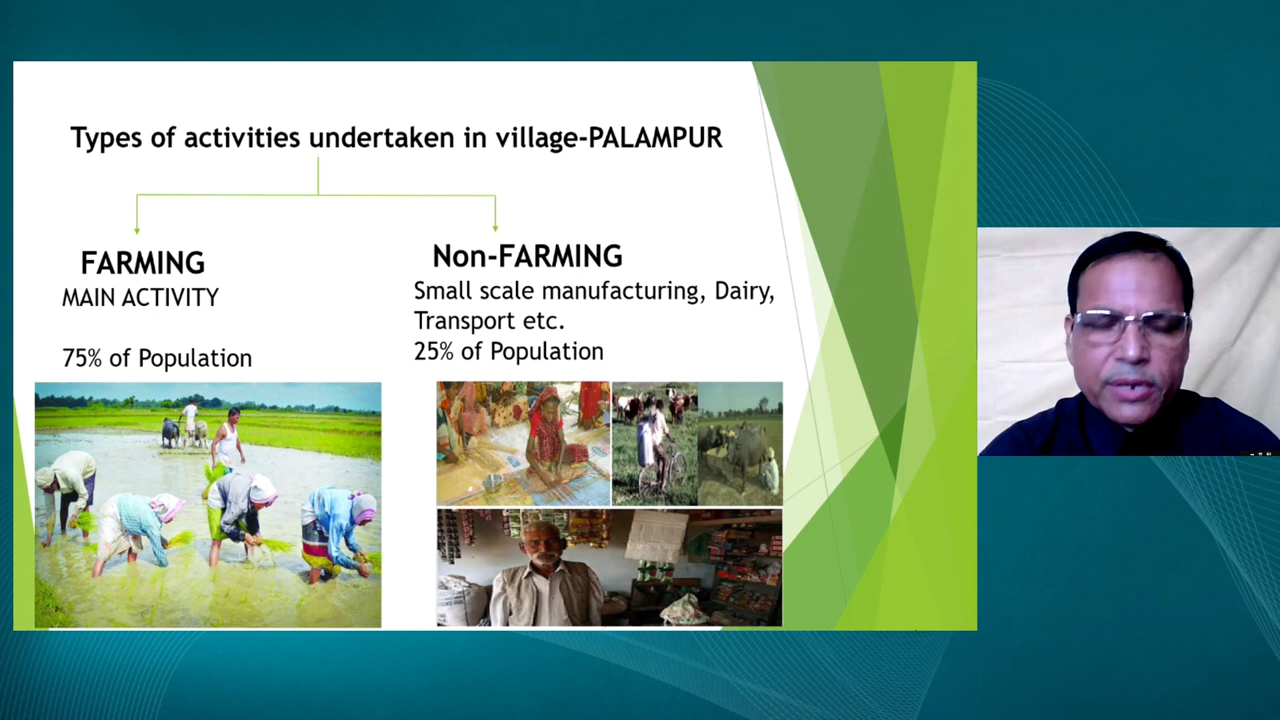 Types of activities undertaken in village-PALAMPUR
FARMING
MAIN ACTIVITY
75% of Population
Non-FARMING
Small scale manufacturing, Dairy,
Transport etc.
25% of Population